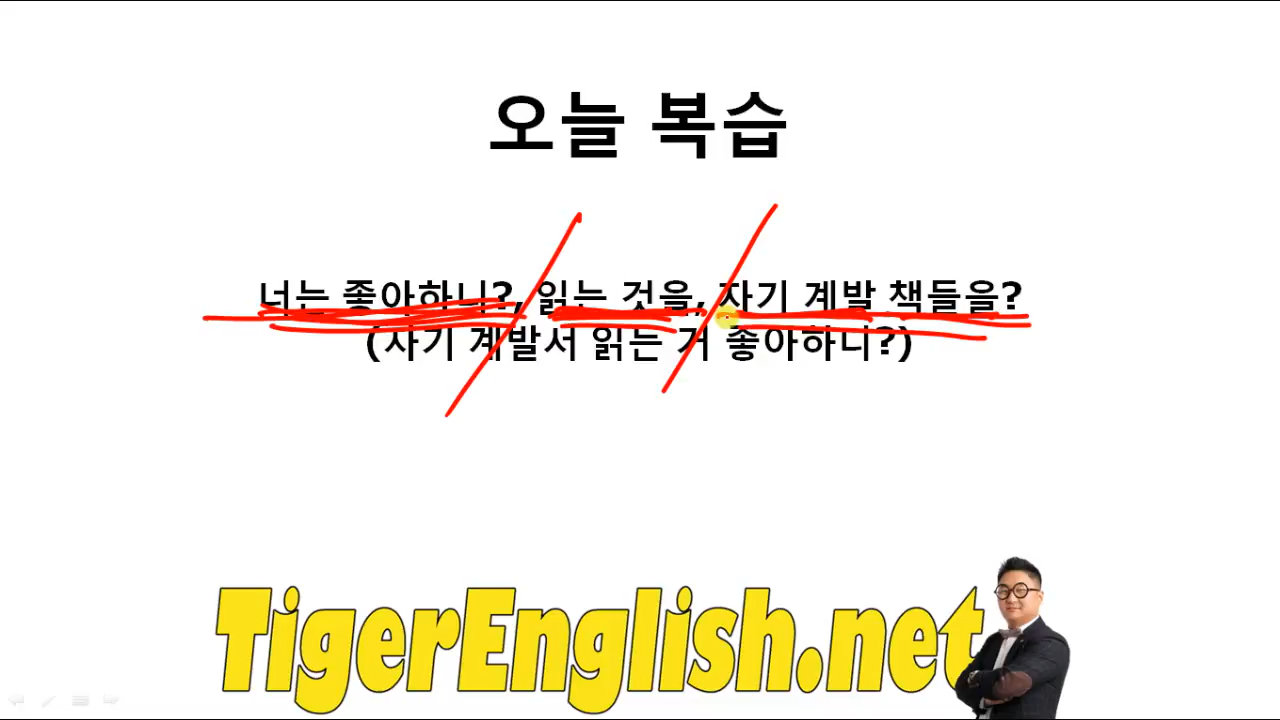 오늘 복습
너는 좋아하니?, 읽는 것을, 자기 계발 책들을?
(자기 계발서 읽는 거 좋아하니?)
TigerEnglish.net